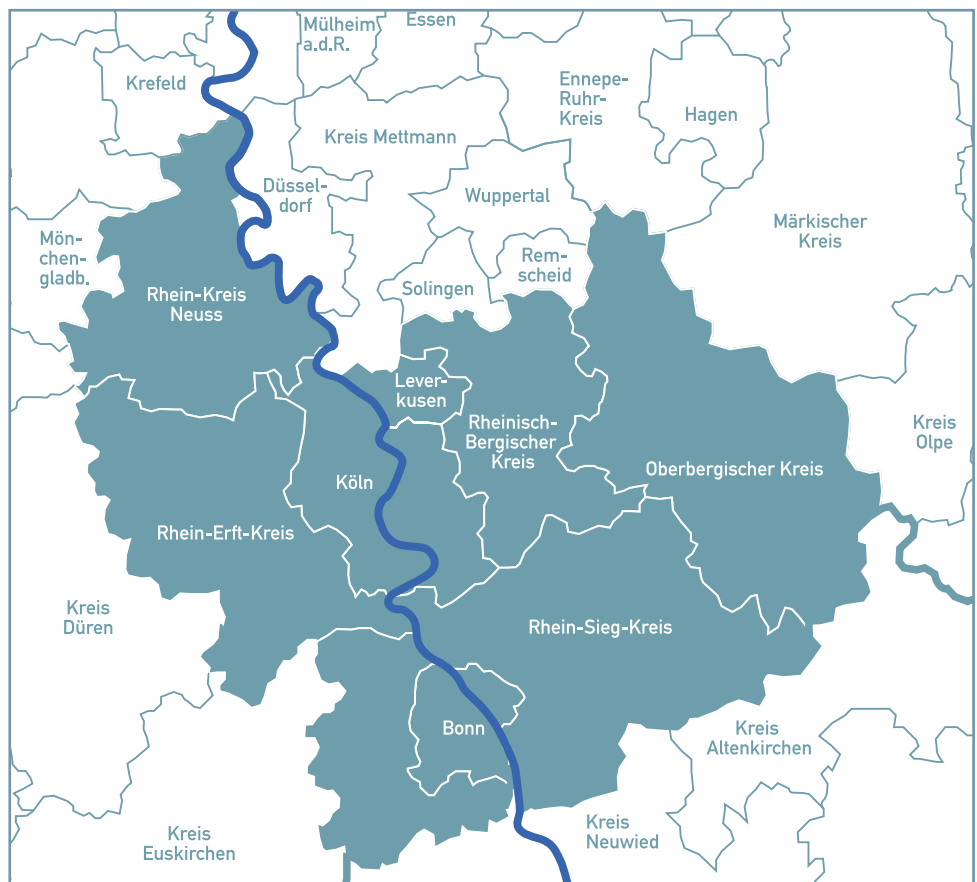 Essen
Mülheim
a.d.R.
Krefeld
Ennepe-
Ruhr-
Kreis
Hagen
Kreis Mettmann
Düssel-
dorf
Wuppertal
Märkischer
Kreis
Mön-
chen-
gladb.
Rem-
scheid
Solingen
Rhein-Kreis
Neuss
Lever-
kusen
Rheinisch-
Bergischer
Kreis
Kreis
Olpe
Oberbergischer Kreis
Köln
Rhein-Erft-Kreis
Kreis
Düren
Rhein-Sieg-Kreis
Bonn
Kreis
Altenkirchen
Kreis
Euskirchen
Kreis
Neuwied